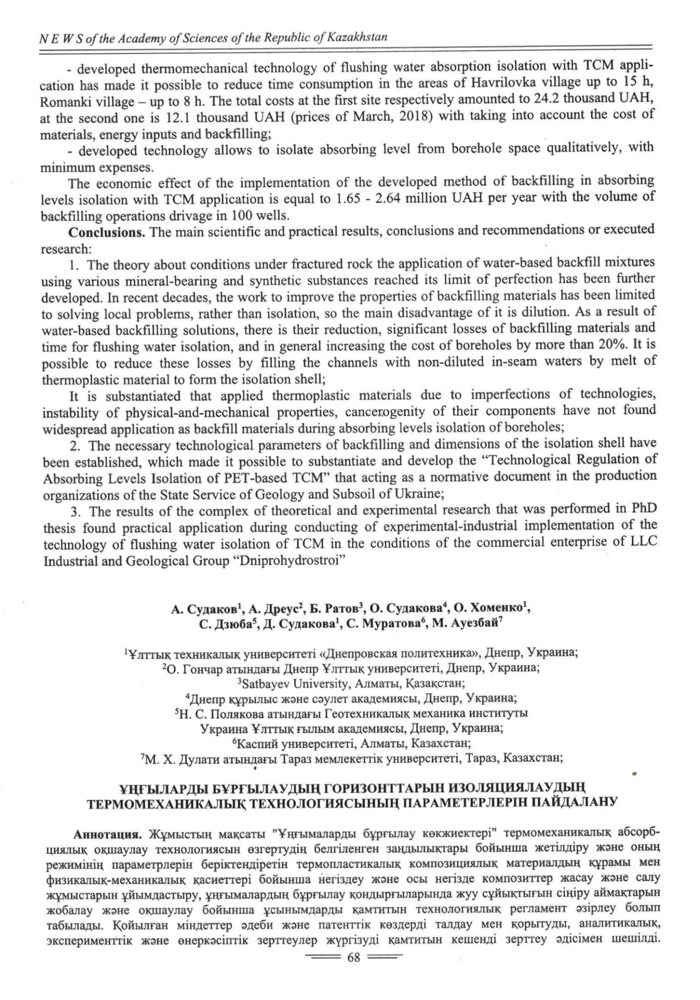 N E W S of the Academy of Sciences of the Republic of Kazakhstan
- developed thermomechanical technology of flushing water absorption isolation with TCM appli-
cation has made it possible to reduce time consumption in the areas of Havrilovka village up to 15 h,
Romanki village – up to 8 h. The total costs at the first site respectively amounted to 24.2 thousand UAH,
at the second one is 12.1 thousand UAH (prices of March, 2018) with taking into account the cost of
materials, energy inputs and backfilling;
- developed technology allows to isolate absorbing level from borehole space qualitatively, with
minimum expenses.
The economic effect of the implementation of the developed method of backfilling in absorbing
levels isolation with TCM application is equal to 1.65 - 2.64 million UAH per year with the volume of
backfilling operations drivage in 100 wells.
Conclusions. The main scientific and practical results, conclusions and recommendations or executed
research:
1. The theory about conditions under fractured rock the application of water-based backfill mixtures
using various mineral-bearing and synthetic substances reached its limit of perfection has been further
developed. In recent decades, the work to improve the properties of backfilling materials has been limited
to solving local problems, rather than isolation, so the main disadvantage of it is dilution. As a result of
water-based backfilling solutions, there is their reduction, significant losses of backfilling materials and
time for flushing water isolation, and in general increasing the cost of boreholes by more than 20%. It is
possible to reduce these losses by filling the channels with non-diluted in-seam waters by melt of
thermoplastic material to form the isolation shell;
It is substantiated that applied thermoplastic materials due to imperfections of technologies,
instability of physical-and-mechanical properties, cancerogenity of their components have not found
widespread application as backfill materials during absorbing levels isolation of boreholes;
2. The necessary technological parameters of backfilling and dimensions of the isolation shell have
been established, which made it possible to substantiate and develop the “Technological Regulation of
Absorbing Levels Isolation of PET-based TCM” that acting as a normative document in the production
organizations of the State Service of Geology and Subsoil of Ukraine;
3. The results of the complex of theoretical and experimental research that was performed in PhD
thesis found practical application during conducting of experimental-industrial implementation of the
technology of flushing water isolation of TCM in the conditions of the commercial enterprise of LLC
Industrial and Geological Group “Dniprohydrostroi”
А. Судаков¹, А. Дреус², Б. Ратов³, О. Судакова⁴, О. Хоменко¹,
С. Дзюба⁵, Д. Судакова¹, С. Муратова⁶, М. Ауезбай⁷
¹Ұлттық техникалық университеті «Днепровская политехника», Днепр, Украина;
²О. Гончар атындағы Днепр Ұлттық университеті, Днепр, Украина;
³Satbayev University, Алматы, Қазақстан;
⁴Днепр құрылыс және сәулет академиясы, Днепр, Украина;
⁵Н. С. Полякова атындағы Геотехникалық механика институты
Украина Ұлттық ғылым академиясы, Днепр, Украина;
⁶Каспий университеті, Алматы, Казахстан;
⁷М. Х. Дулати атындағы Тараз мемлекеттік университеті, Тараз, Казахстан;
ҰҢҒЫЛАРДЫ БҰРҒЫЛАУДЫҢ ГОРИЗОНТТАРЫН ИЗОЛЯЦИЯЛАУДЫҢ
ТЕРМОМЕХАНИКАЛЫҚ ТЕХНОЛОГИЯСЫНЫҢ ПАРАМЕТЕРЛЕРІН ПАЙДАЛАНУ
Аннотация. Жұмыстың мақсаты "Ұңғымаларды бұрғылау көкжиектері" термомеханикалық абсорб-
циялық оқшаулау технологиясын өзгертудің белгіленген заңдылықтары бойынша жетілдіру және оның
режимінің параметрлерін беріктендіретін термопластикалық композициялық материалдың құрамы мен
физикалық-механикалық қасиеттері бойынша негіздеу және осы негізде композиттер жасау және салу
жұмыстарын ұйымдастыру, ұңғымалардың бұрғылау қондырғыларында жуу сұйықтығын сіңіру аймақтарын
жобалау және оқшаулау бойынша ұсынымдарды қамтитын технологиялық регламент әзірлеу болып
табылады. Қойылған міндеттер әдеби және патенттік көздерді талдау мен қорытуды, аналитикалық,
эксперименттік және өнеркәсіптік зерттеулер жүргізуді қамтитын кешенді зерттеу әдісімен шешілді.
68